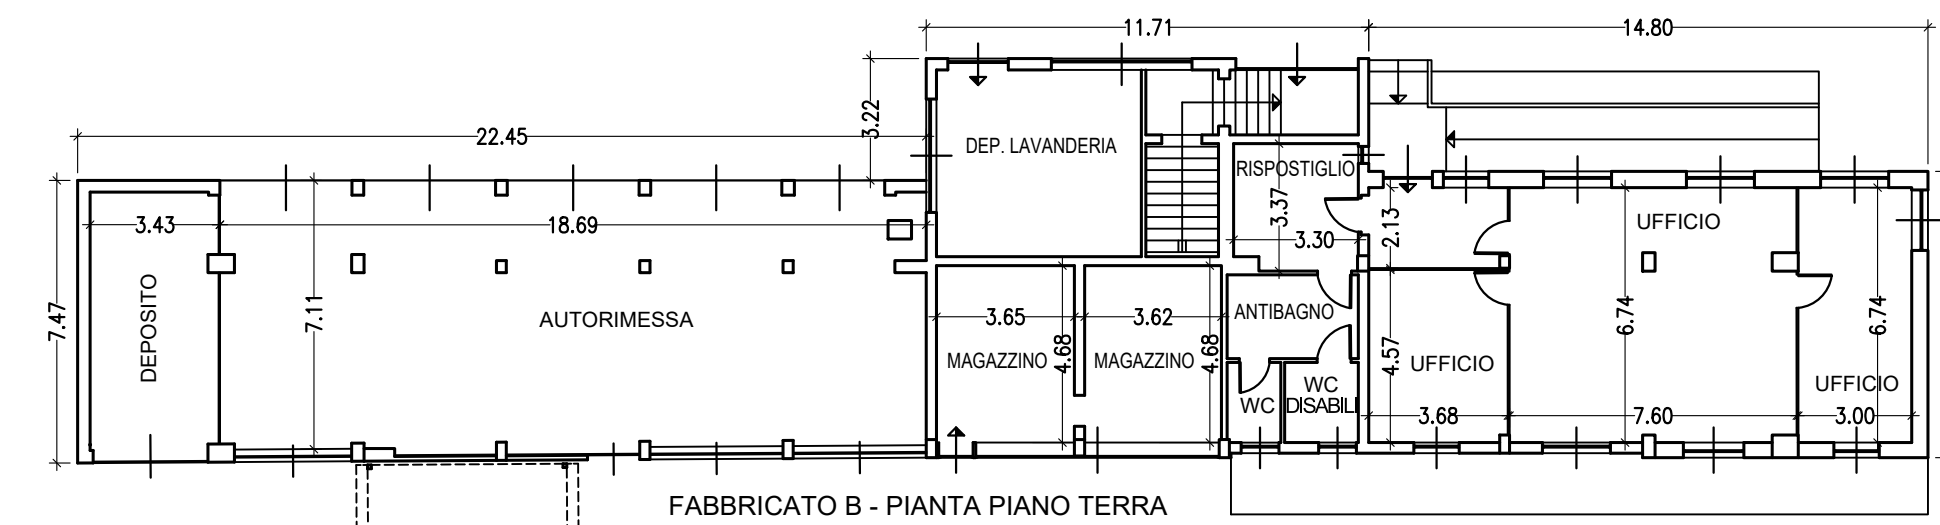 11.71
14.80
3.22
22.45
DEP. LAVANDERIA
RISPOSTIGLIO
3.37
3.30
2.13
UFFICIO
3.43
18.69
7.47
DEPOSITO
7.11
AUTORIMESSA
3.65
3.62
MAGAZZINO
4.68
MAGAZZINO
4.68
ANTIBAGNO
WC
WC
DISABILI
4.57
UFFICIO
3.68
6.74
7.60
6.74
UFFICIO
3.00
FABBRICATO B - PIANTA PIANO TERRA